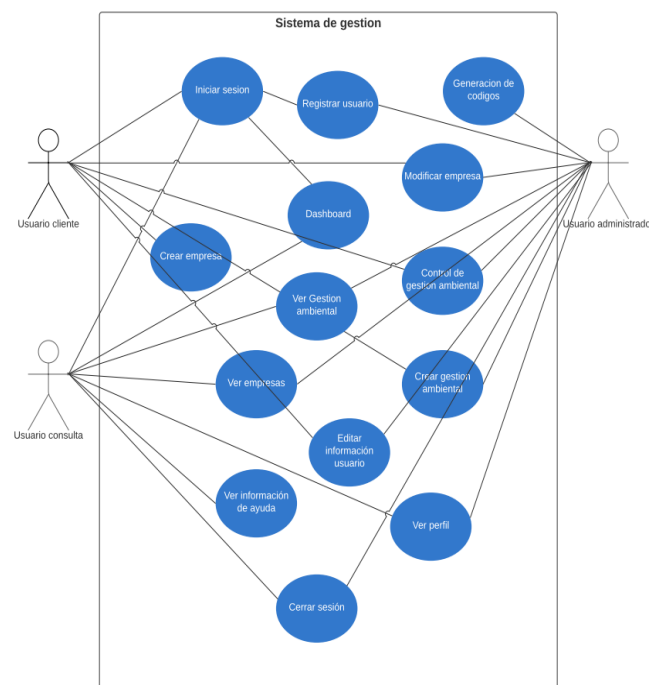 Sistema de gestion
Iniciar sesion
Generacion de
codigos
Registrar usuario
Modificar empresa
Usuario cliente
Usuario administrado
Dashboard
Crear empresa
Control de
gestion ambiental
Ver Gestion
ambiental
Ver empresas
Crear gestion
ambiental
Usuario consulta
Editar
información
usuario
Ver información
de ayuda
Ver perfil
Cerrar sesión